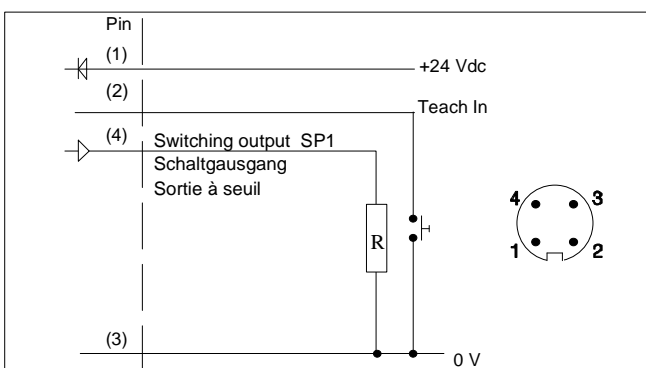 Pin
(1)
+24 Vdc
(2)
Teach In
(4) Switching output SP1
Schaltgausgang
Sortie à seuil
4 3
R
1 2
(3)
0 V